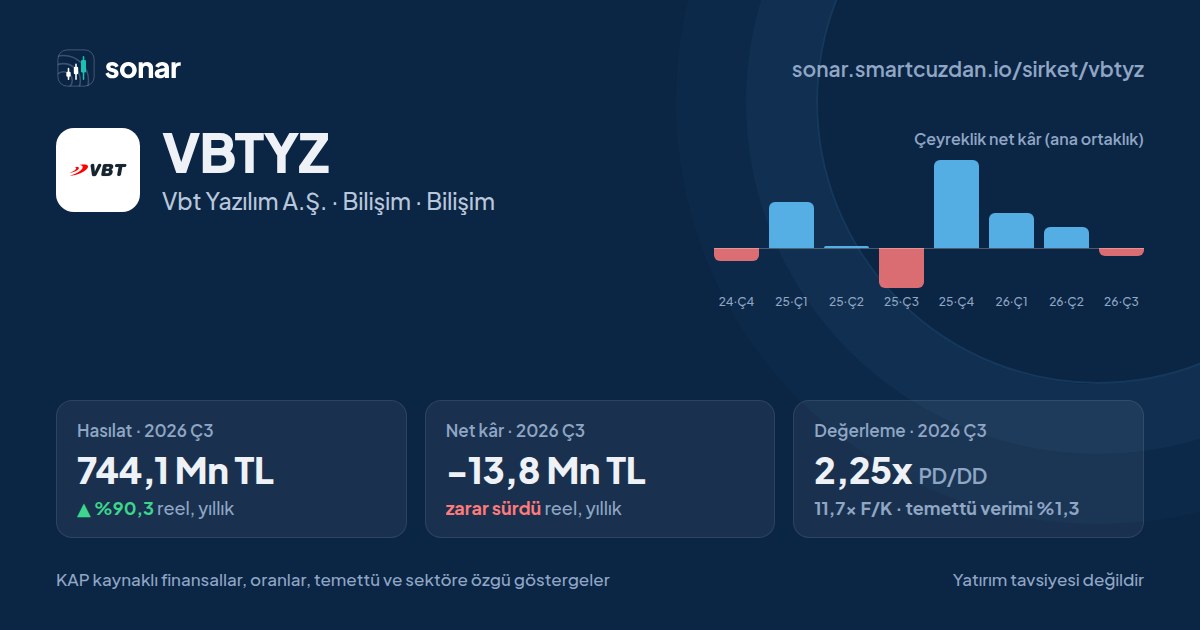 sonar
sonar.smartcuzdan.io/sirket/vbtyz
VBT
VBTYZ
Vbt Yazılım A.Ş. · Bilişim · Bilişim
Çeyreklik net kâr (ana ortaklık)
24·Ç4 25·Ç1 25·Ç2 25·Ç3 25·Ç4 26·Ç1 26·Ç2 26·Ç3
Hasılat · 2026 Ç3
744,1 Mn TL
▲ %90,3 reel, yıllık
Net kâr · 2026 Ç3
−13,8 Mn TL
zarar sürdü reel, yıllık
Değerleme · 2026 Ç3
2,25x PD/DD
11,7× F/K · temettü verimi %1,3
KAP kaynaklı finansallar, oranlar, temettü ve sektöre özgü göstergeler
Yatırım tavsiyesi değildir